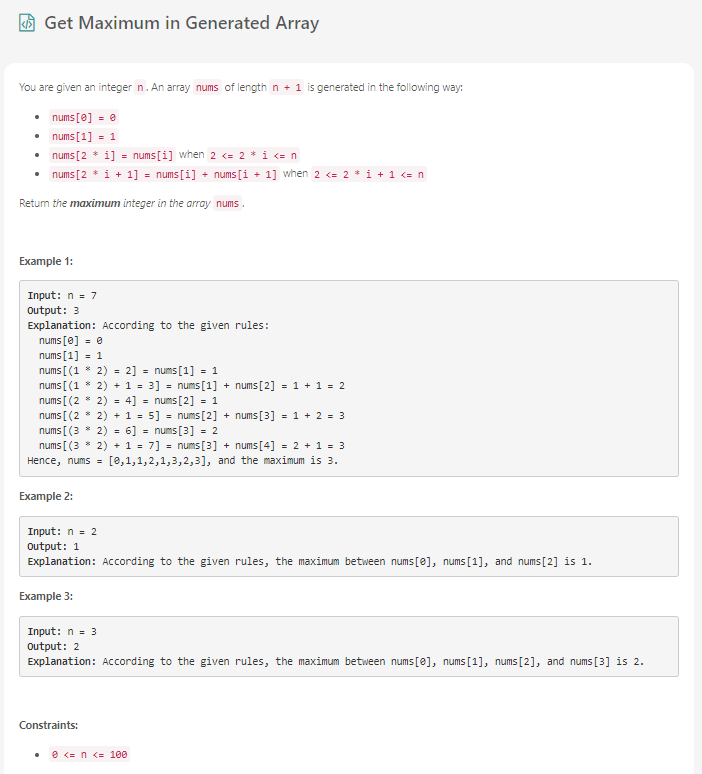 Get Maximum in Generated Array
You are given an integer n. An array nums of length n + 1 is generated in the following way:
• nums[0] = 0
• nums[1] = 1
• nums[2 * i] = nums[i] when 2 <= 2 * i <= n
• nums[2 * i + 1] = nums[i] + nums[i + 1] when 2 <= 2 * i + 1 <= n
Return the maximum integer in the array nums.
Example 1:
Input: n = 7
Output: 3
Explanation: According to the given rules:
nums[0] = 0
nums[1] = 1
nums[(1 * 2) = 2] = nums[1] = 1
nums[(1 * 2) + 1 = 3] = nums[1] + nums[2] = 1 + 1 = 2
nums[(2 * 2) = 4] = nums[2] = 1
nums[(2 * 2) + 1 = 5] = nums[2] + nums[3] = 1 + 2 = 3
nums[(3 * 2) = 6] = nums[3] = 2
nums[(3 * 2) + 1 = 7] = nums[3] + nums[4] = 2 + 1 = 3
Hence, nums = [0,1,1,2,1,3,2,3], and the maximum is 3.
Example 2:
Input: n = 2
Output: 1
Explanation: According to the given rules, the maximum between nums[0], nums[1], and nums[2] is 1.
Example 3:
Input: n = 3
Output: 2
Explanation: According to the given rules, the maximum between nums[0], nums[1], nums[2], and nums[3] is 2.
Constraints:
• 0 <= n <= 100